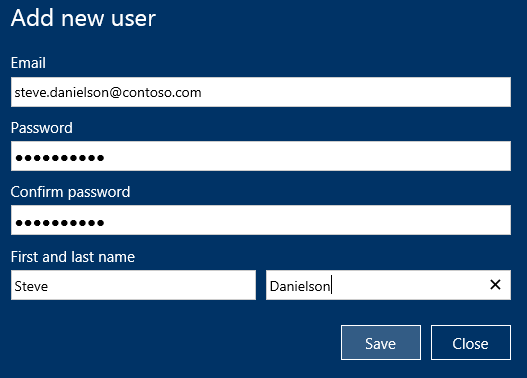 Add new user
Email
steve.danielson@contoso.com
Password
●●●●●●●●●●
Confirm password
●●●●●●●●●●
First and last name
Steve Danielson ✕
Save Close